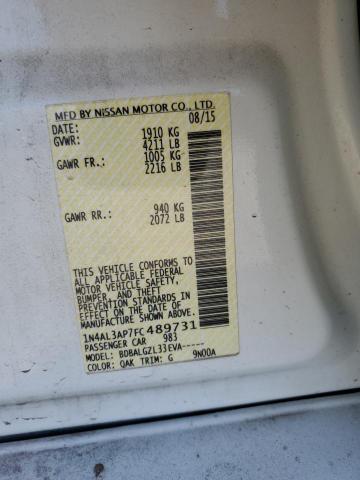 MFD BY NISSAN MOTOR CO., LTD.
DATE: 08/15
GVWR: 1910 KG
4211 LB
GAWR FR.: 1005 KG
2216 LB
GAWR RR.: 940 KG
2072 LB
THIS VEHICLE CONFORMS TO
ALL APPLICABLE FEDERAL
MOTOR VEHICLE SAFETY,
BUMPER, AND THEFT
PREVENTION STANDARDS IN
EFFECT ON THE DATE OF
MANUFACTURE SHOWN ABOVE.
1N4AL3AP7FC489731
PASSENGER CAR 983
MODEL: BDBALGZL33EVA-----
COLOR: QAK TRIM: G 9N00A